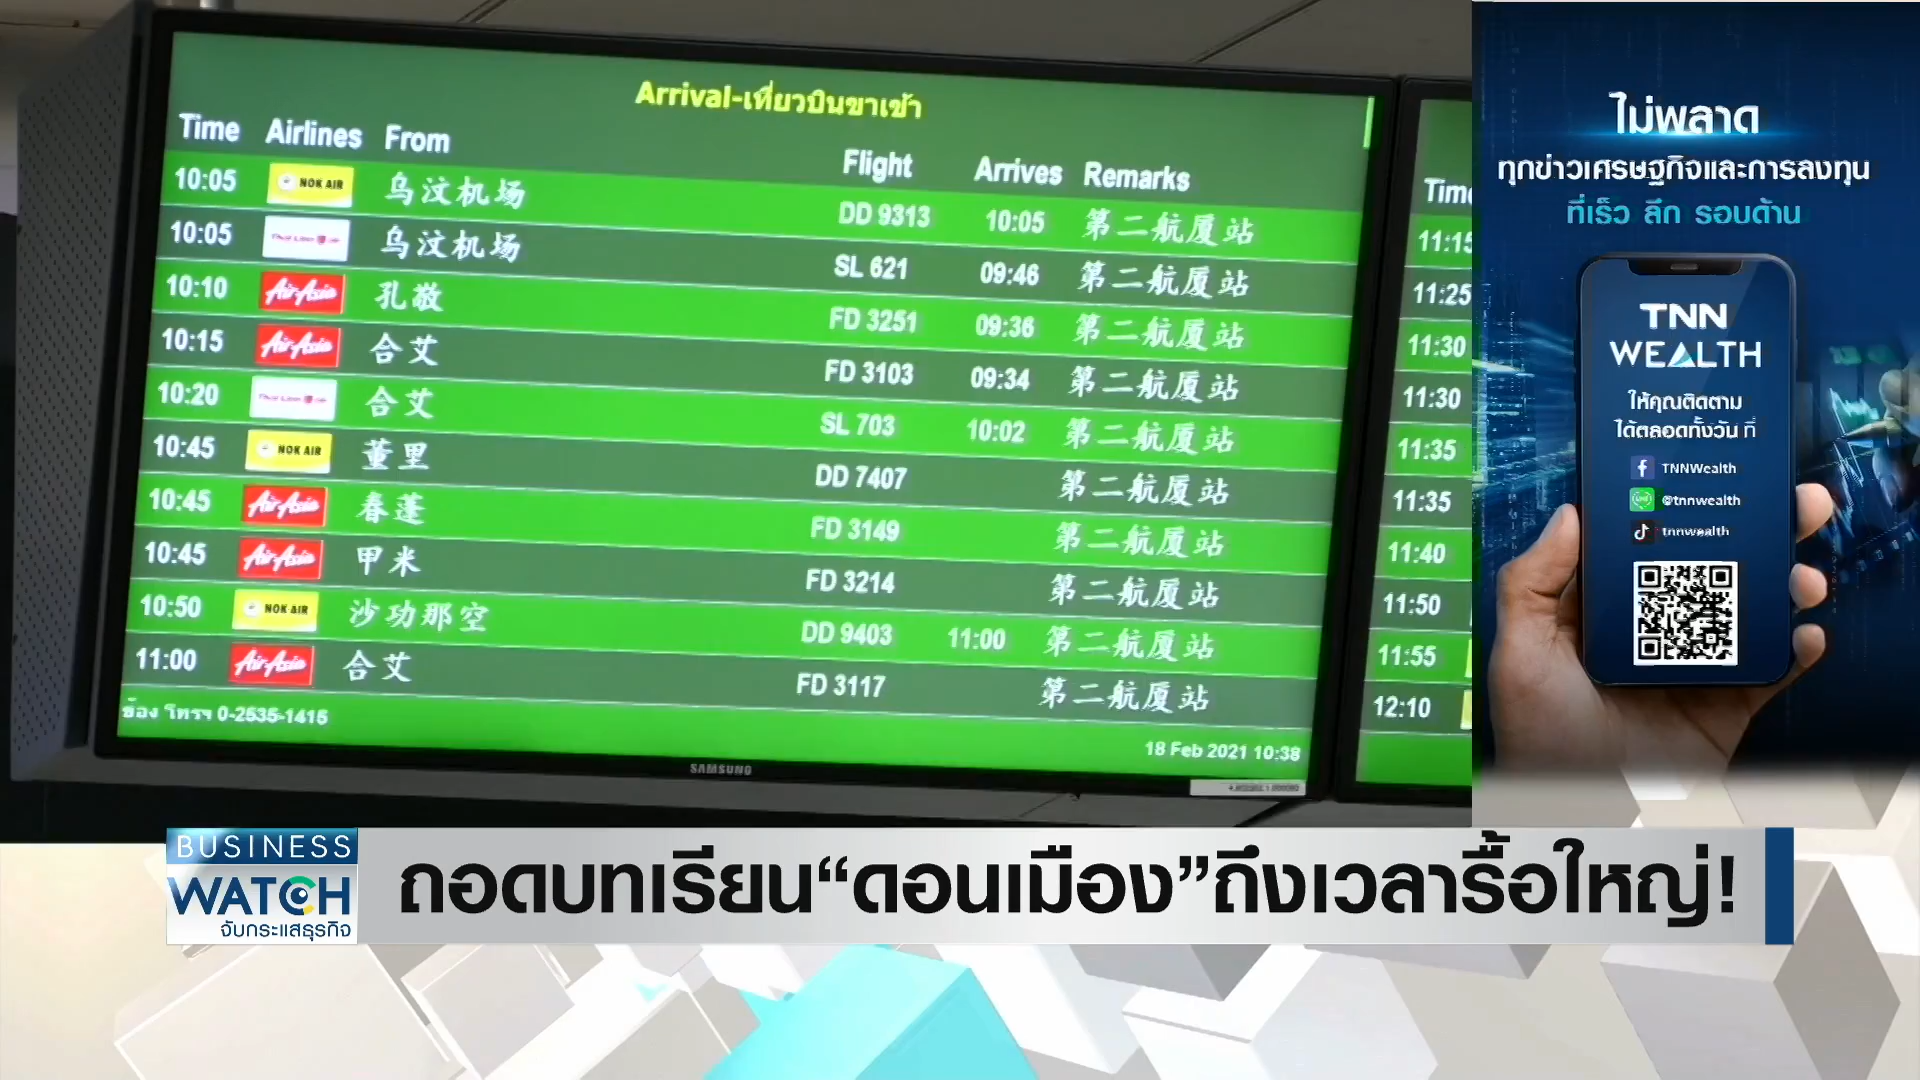 Arrival-เที่ยวบินขาเข้า
Time Airlines From Flight Arrives Remarks
10:05 NOK AIR 乌汶机场 DD 9313 10:05 第二航厦站
10:05 Thai Lion Air 乌汶机场 SL 621 09:46 第二航厦站
10:10 AirAsia 孔敬 FD 3251 09:36 第二航厦站
10:15 AirAsia 合艾 FD 3103 09:34 第二航厦站
10:20 Thai Lion Air 合艾 SL 703 10:02 第二航厦站
10:45 NOK AIR 董里 DD 7407 第二航厦站
10:45 AirAsia 春蓬 FD 3149 第二航厦站
10:45 AirAsia 甲米 FD 3214 第二航厦站
10:50 NOK AIR 沙功那空 DD 9403 11:00 第二航厦站
11:00 AirAsia 合艾 FD 3117 第二航厦站
ข้อง โทรฯ 0-2535-1415
18 Feb 2021 10:38
SAMSUNG
Time
11:15
11:25
11:30
11:30
11:35
11:35
11:40
11:50
11:55
12:10
ไม่พลาด
ทุกข่าวเศรษฐกิจและการลงทุน
ที่เร็ว ลึก รอบด้าน
TNN
WEALTH
ให้คุณติดตาม
ได้ตลอดทั้งวัน ที่
TNNWealth
@tnnwealth
tnnwealth
BUSINESS
WATCH
จับกระแสธุรกิจ
ถอดบทเรียน“ดอนเมือง”ถึงเวลารื้อใหญ่!